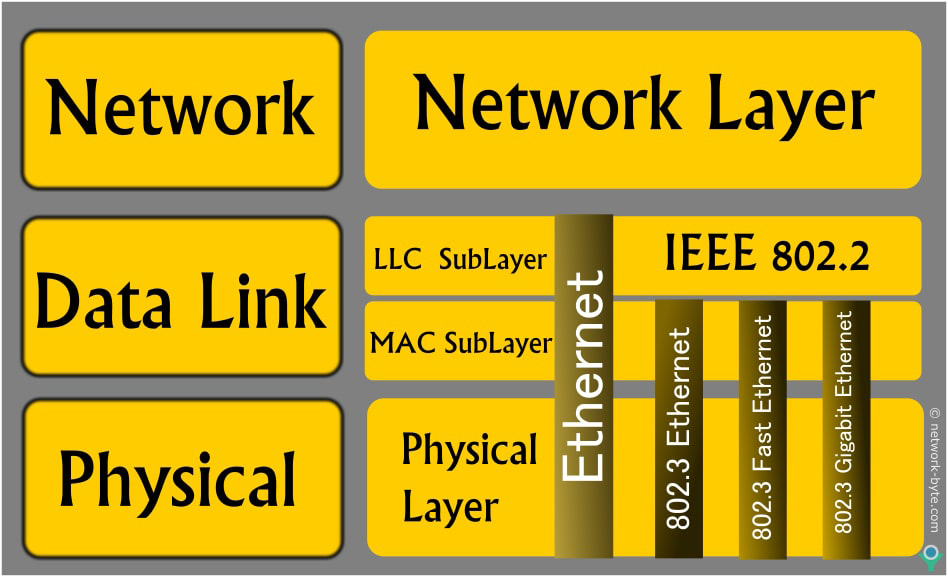 Network
Network Layer
Data Link
LLC SubLayer
IEEE 802.2
MAC SubLayer
Ethernet
802.3 Ethernet
802.3 Fast Ethernet
802.3 Gigabit Ethernet
Physical
Physical
Layer
© network-byte.com